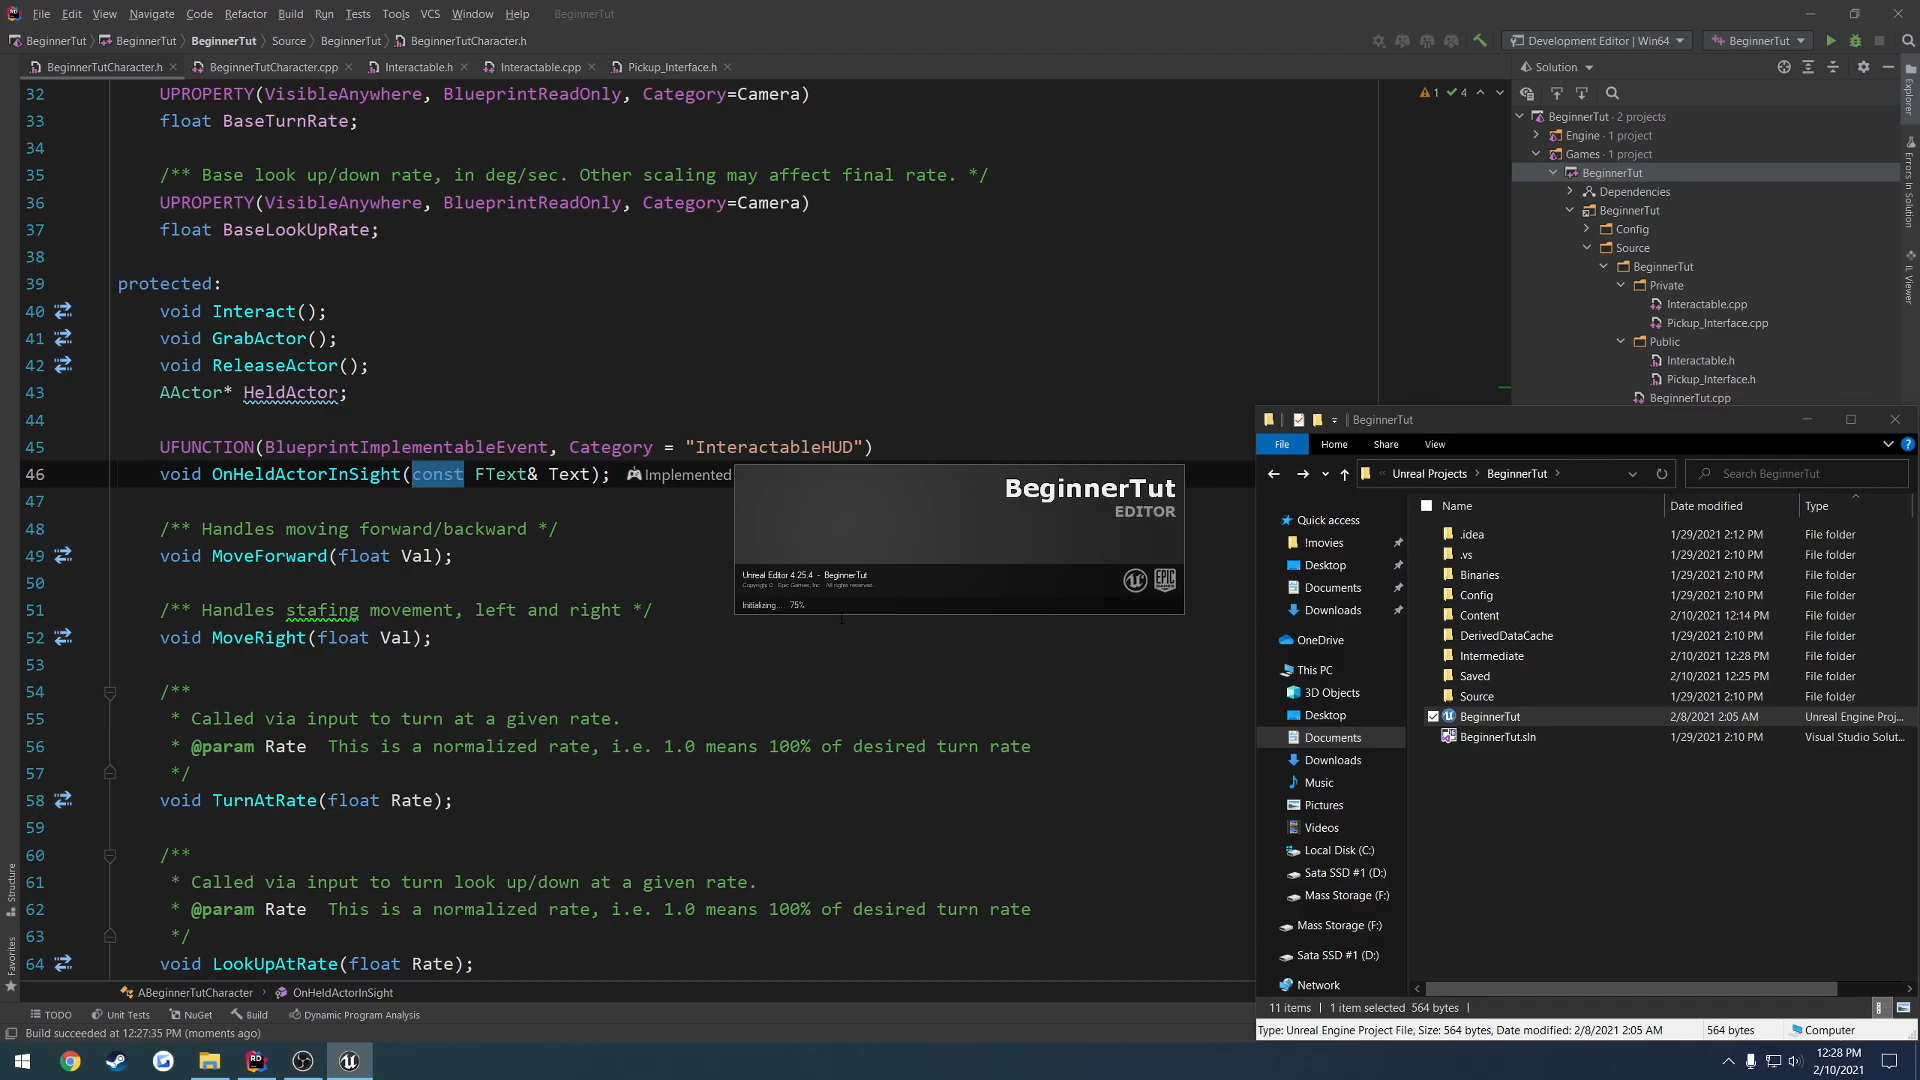 File Edit View Navigate Code Refactor Build Run Tests Tools VCS Window Help BeginnerTut
BeginnerTut BeginnerTut BeginnerTut Source BeginnerTut BeginnerTutCharacter.h Development Editor | Win64 BeginnerTut
BeginnerTutCharacter.h BeginnerTutCharacter.cpp Interactable.h Interactable.cpp Pickup_Interface.h
32 UPROPERTY(VisibleAnywhere, BlueprintReadOnly, Category=Camera)
33 float BaseTurnRate;
34
35 /** Base look up/down rate, in deg/sec. Other scaling may affect final rate. */
36 UPROPERTY(VisibleAnywhere, BlueprintReadOnly, Category=Camera)
37 float BaseLookUpRate;
38
39 protected:
40 void Interact();
41 void GrabActor();
42 void ReleaseActor();
43 AActor* HeldActor;
44
45 UFUNCTION(BlueprintImplementableEvent, Category = "InteractableHUD")
46 void OnHeldActorInSight(const FText& Text); Implemented
47
48 /** Handles moving forward/backward */
49 void MoveForward(float Val);
50
51 /** Handles stafing movement, left and right */
52 void MoveRight(float Val);
53
54 /**
55 * Called via input to turn at a given rate.
56 * @param Rate This is a normalized rate, i.e. 1.0 means 100% of desired turn rate
57 */
58 void TurnAtRate(float Rate);
59
60 /**
61 * Called via input to turn look up/down at a given rate.
62 * @param Rate This is a normalized rate, i.e. 1.0 means 100% of desired turn rate
63 */
64 void LookUpAtRate(float Rate);
1 4
BeginnerTut
EDITOR
Unreal Editor 4.25.4 - BeginnerTut
Copyright © Epic Games, Inc. All rights reserved.
Initializing... 75%
EPIC GAMES
Solution
BeginnerTut · 2 projects
Engine · 1 project
Games · 1 project
BeginnerTut
Dependencies
BeginnerTut
Config
Source
BeginnerTut
Private
Interactable.cpp
Pickup_Interface.cpp
Public
Interactable.h
Pickup_Interface.h
BeginnerTut.cpp
Explorer
Errors In Solution
IL Viewer
BeginnerTut
File Home Share View
Unreal Projects BeginnerTut Search BeginnerTut
Quick access
!movies
Desktop
Documents
Downloads
OneDrive
This PC
3D Objects
Desktop
Documents
Downloads
Music
Pictures
Videos
Local Disk (C:)
Sata SSD #1 (D:)
Mass Storage (F:)
Mass Storage (F:)
Sata SSD #1 (D:)
Network
Name Date modified Type
.idea 1/29/2021 2:12 PM File folder
.vs 1/29/2021 2:10 PM File folder
Binaries 1/29/2021 2:10 PM File folder
Config 1/29/2021 2:10 PM File folder
Content 2/10/2021 12:14 PM File folder
DerivedDataCache 1/29/2021 2:10 PM File folder
Intermediate 2/10/2021 12:28 PM File folder
Saved 2/10/2021 12:25 PM File folder
Source 1/29/2021 2:10 PM File folder
BeginnerTut 2/8/2021 2:05 AM Unreal Engine Proj...
BeginnerTut.sln 1/29/2021 2:10 PM Visual Studio Solut...
11 items 1 item selected 564 bytes
Type: Unreal Engine Project File, Size: 564 bytes, Date modified: 2/8/2021 2:05 AM 564 bytes Computer
Structure
Favorites
ABeginnerTutCharacter OnHeldActorInSight
TODO Unit Tests NuGet Build Dynamic Program Analysis
Build succeeded at 12:27:35 PM (moments ago)
RD
12:28 PM
2/10/2021